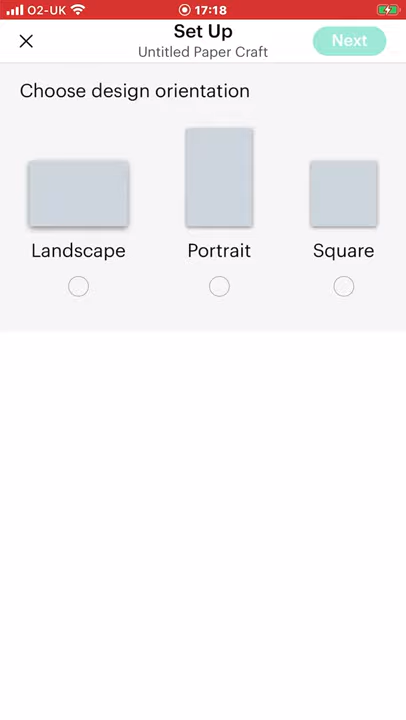 O2-UK 17:18
Set Up
Untitled Paper Craft
Next
Choose design orientation
Landscape Portrait Square